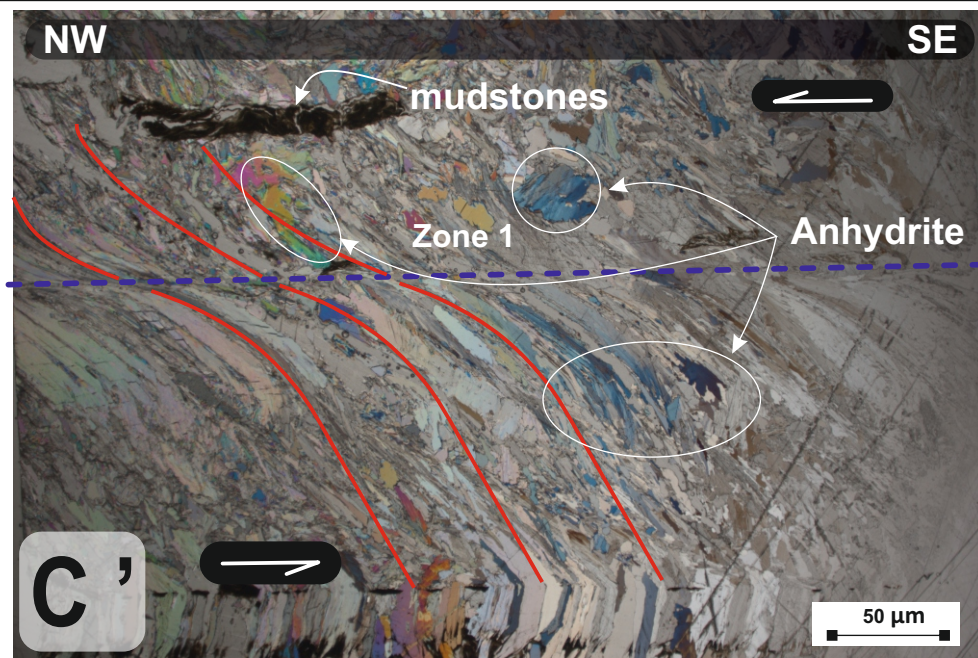 NW
SE
mudstones
Zone 1
Anhydrite
C ’
50 µm